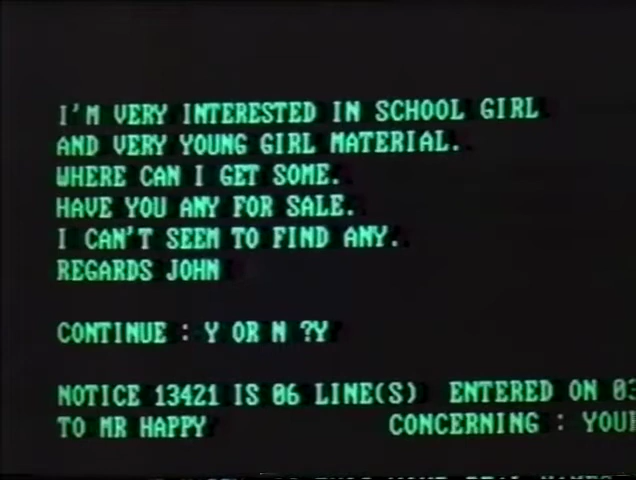 I'M VERY INTERESTED IN SCHOOL GIRL
AND VERY YOUNG GIRL MATERIAL.
WHERE CAN I GET SOME.
HAVE YOU ANY FOR SALE.
I CAN'T SEEM TO FIND ANY.
REGARDS JOHN
CONTINUE : Y OR N ?Y
NOTICE 13421 IS 06 LINE(S) ENTERED ON 03
TO MR HAPPY CONCERNING : YOU